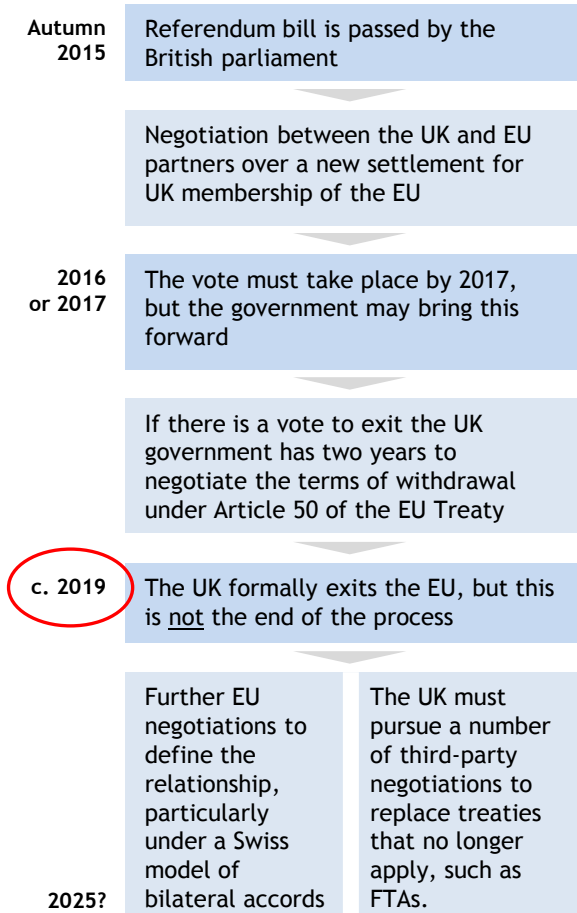 Autumn
2015
Referendum bill is passed by the
British parliament
Negotiation between the UK and EU
partners over a new settlement for
UK membership of the EU
2016
or 2017
The vote must take place by 2017,
but the government may bring this
forward
If there is a vote to exit the UK
government has two years to
negotiate the terms of withdrawal
under Article 50 of the EU Treaty
c. 2019
The UK formally exits the EU, but this
is not the end of the process
Further EU
negotiations to
define the
relationship,
particularly
under a Swiss
model of
bilateral accords
The UK must
pursue a number
of third-party
negotiations to
replace treaties
that no longer
apply, such as
FTAs.
2025?